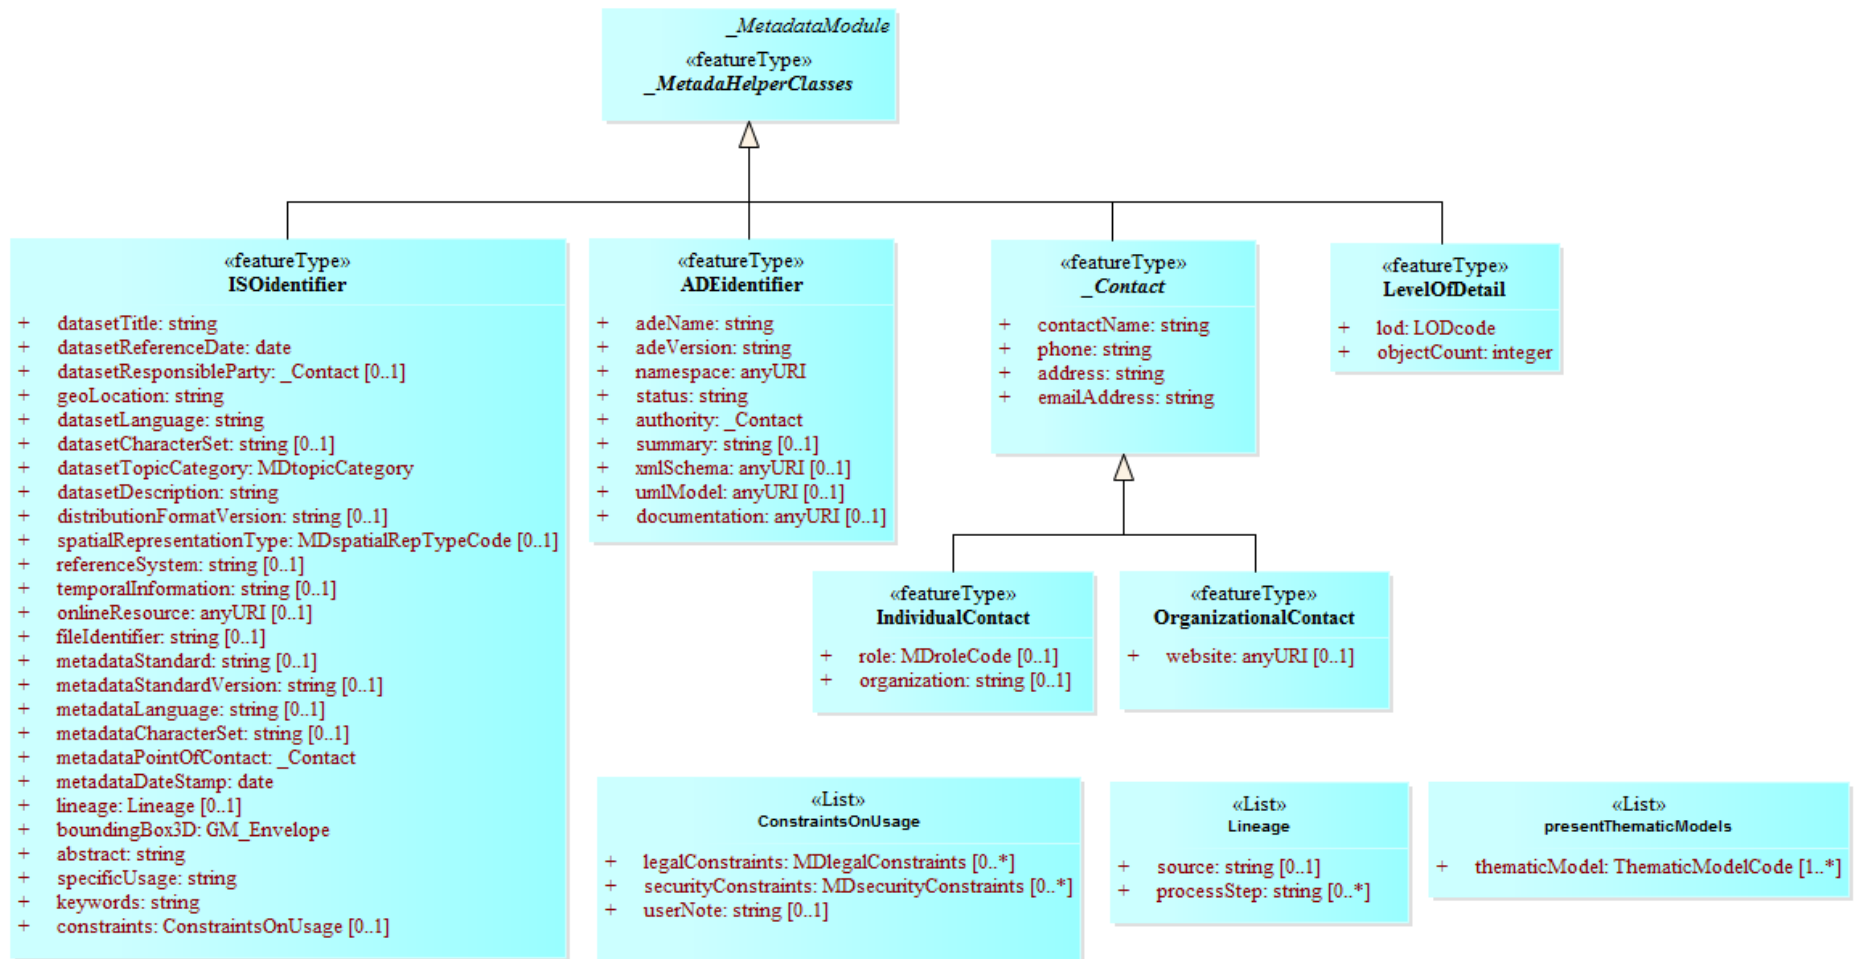 _MetadataModule
«featureType»
_MetadaHelperClasses
«featureType»
ISOidentifier
+ datasetTitle: string
+ datasetReferenceDate: date
+ datasetResponsibleParty: _Contact [0..1]
+ geoLocation: string
+ datasetLanguage: string
+ datasetCharacterSet: string [0..1]
+ datasetTopicCategory: MDtopicCategory
+ datasetDescription: string
+ distributionFormatVersion: string [0..1]
+ spatialRepresentationType: MDspatialRepTypeCode [0..1]
+ referenceSystem: string [0..1]
+ temporalInformation: string [0..1]
+ onlineResource: anyURI [0..1]
+ fileIdentifier: string [0..1]
+ metadataStandard: string [0..1]
+ metadataStandardVersion: string [0..1]
+ metadataLanguage: string [0..1]
+ metadataCharacterSet: string [0..1]
+ metadataPointOfContact: _Contact
+ metadataDateStamp: date
+ lineage: Lineage [0..1]
+ boundingBox3D: GM_Envelope
+ abstract: string
+ specificUsage: string
+ keywords: string
+ constraints: ConstraintsOnUsage [0..1]
«featureType»
ADEidentifier
+ adeName: string
+ adeVersion: string
+ namespace: anyURI
+ status: string
+ authority: _Contact
+ summary: string [0..1]
+ xmlSchema: anyURI [0..1]
+ umlModel: anyURI [0..1]
+ documentation: anyURI [0..1]
«featureType»
_Contact
+ contactName: string
+ phone: string
+ address: string
+ emailAddress: string
«featureType»
LevelOfDetail
+ lod: LODcode
+ objectCount: integer
«featureType»
IndividualContact
+ role: MDroleCode [0..1]
+ organization: string [0..1]
«featureType»
OrganizationalContact
+ website: anyURI [0..1]
«List»
ConstraintsOnUsage
+ legalConstraints: MDlegalConstraints [0..*]
+ securityConstraints: MDsecurityConstraints [0..*]
+ userNote: string [0..1]
«List»
Lineage
+ source: string [0..1]
+ processStep: string [0..*]
«List»
presentThematicModels
+ thematicModel: ThematicModelCode [1..*]